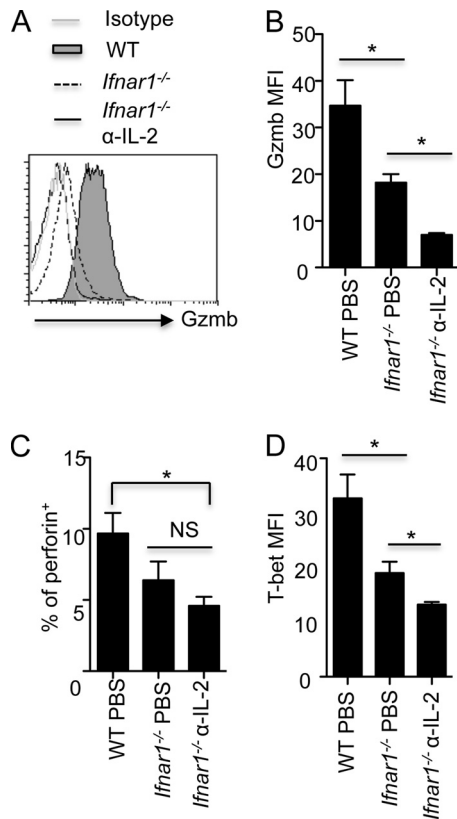 A
Isotype
WT
Ifnar1-/-
Ifnar1-/-
α-IL-2
Gzmb
B
Gzmb MFI
50
40
30
20
10
0
*
*
WT PBS
Ifnar1-/- PBS
Ifnar1-/- α-IL-2
C
% of perforin+
15
10
5
0
*
NS
WT PBS
Ifnar1-/- PBS
Ifnar1-/- α-IL-2
D
T-bet MFI
40
30
20
10
0
*
*
WT PBS
Ifnar1-/- PBS
Ifnar1-/- α-IL-2